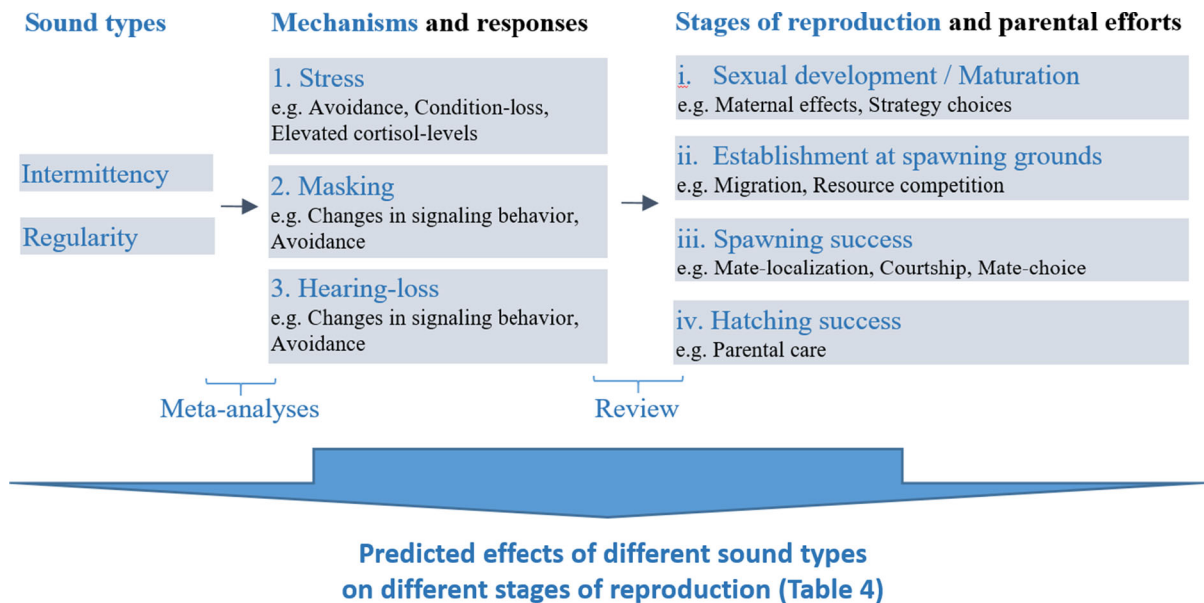 Sound types
Mechanisms and responses
Stages of reproduction and parental efforts
Intermittency
Regularity
1. Stress
e.g. Avoidance, Condition-loss,
Elevated cortisol-levels
2. Masking
e.g. Changes in signaling behavior,
Avoidance
3. Hearing-loss
e.g. Changes in signaling behavior,
Avoidance
i. Sexual development / Maturation
e.g. Maternal effects, Strategy choices
ii. Establishment at spawning grounds
e.g. Migration, Resource competition
iii. Spawning success
e.g. Mate-localization, Courtship, Mate-choice
iv. Hatching success
e.g. Parental care
Meta-analyses
Review
Predicted effects of different sound types
on different stages of reproduction (Table 4)